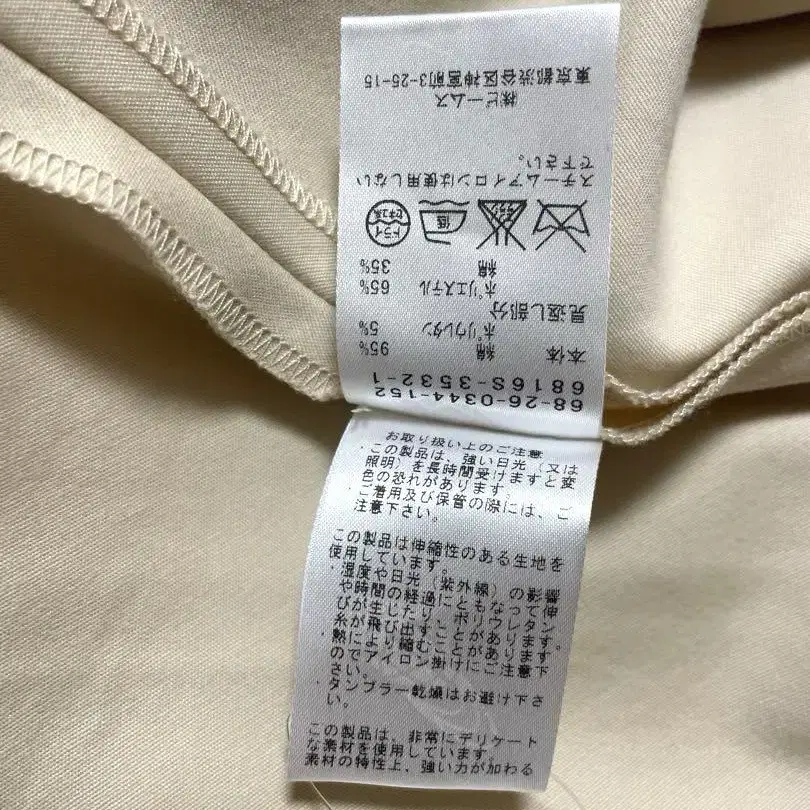 68-26-0344-152
6816S-3532-1
本体 綿 95%
ポリウレタン 5%
見返し部分
ポリエステル 65%
綿 35%
低
ドライ
セキユ系
スチームアイロンは使用しない
で下さい。
㈱ビームス
東京都渋谷区神宮前3-25-15
お取り扱い上のご注意
・この製品は、強い日光（又は
照明）を長時間受けますと変
色の恐れがあります。
・ご着用及び保管の際には、ご
注意下さい。
この製品は伸縮性のある生地を
使用しています。
・湿度や日光（紫外線）の影響
や時間の経過にともなって伸
びが生じたり、ポリウレタン
糸が飛び出すことがあります。
・熱により縮むことがあります
のでアイロン掛けにご注意下
さい。
・タンブラー乾燥はお避け下さ
い。
この製品は、非常にデリケート
な素材を使用しています。
素材の特性上、強い力が加わる